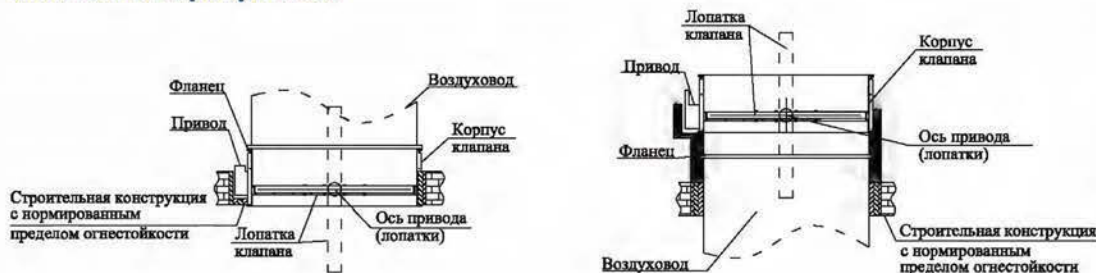 Фланец
Привод
Воздуховод
Корпус
клапана
Строительная конструкция
с нормированным
пределом огнестойкости
Лопатка
клапана
Ось привода
(лопатки)
Лопатка
клапана
Привод
Корпус
клапана
Фланец
Ось привода
(лопатки)
Воздуховод
Строительная конструкция
с нормированным
пределом огнестойкости